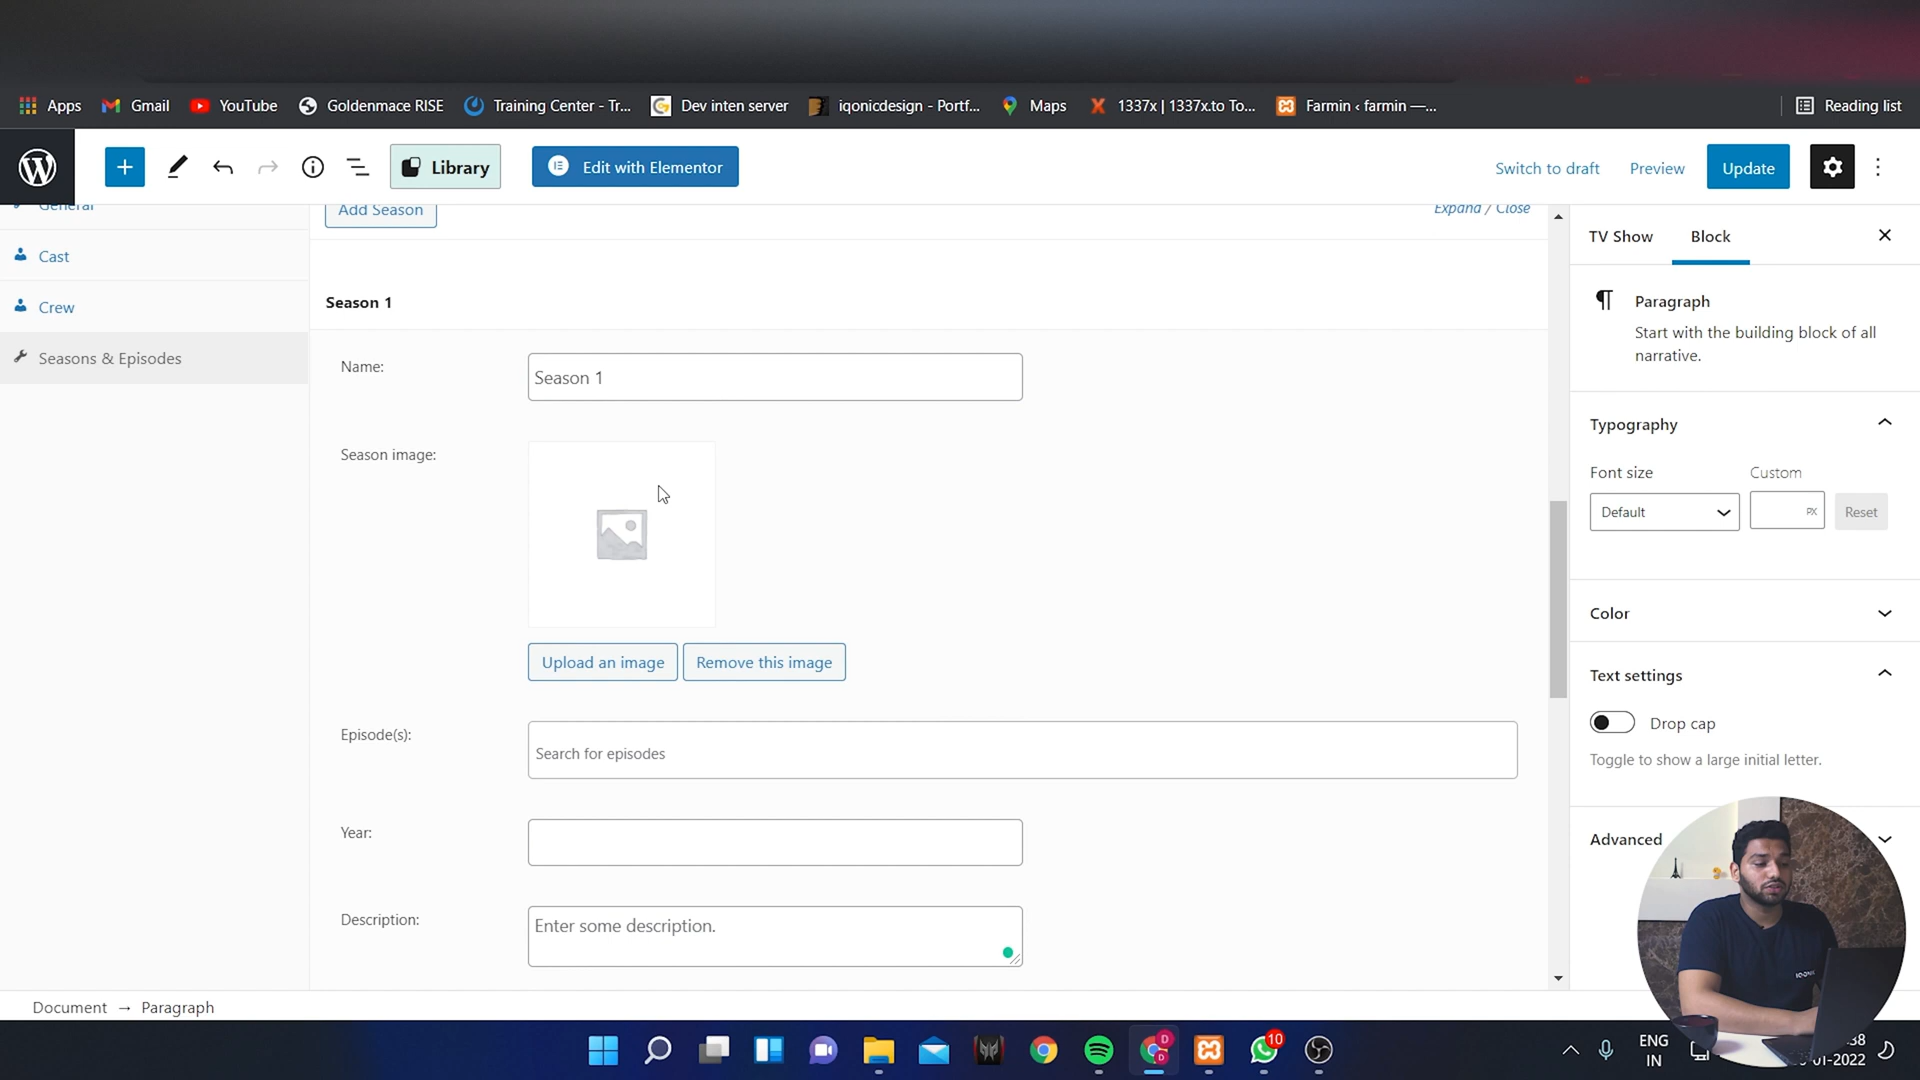 Apps Gmail YouTube Goldenmace RISE Training Center - Tr... Dev inten server iqonicdesign - Portf... Maps 1337x | 1337x.to To... Farmin ‹ farmin —... Reading list
Library Edit with Elementor Switch to draft Preview Update
General
Cast
Crew
Seasons & Episodes
Add Season Expand / Close
Season 1
Name: Season 1
Season image:
Upload an image Remove this image
Episode(s): Search for episodes
Year:
Description: Enter some description.
TV Show Block
Paragraph
Start with the building block of all
narrative.
Typography
Font size Custom
Default PX Reset
Color
Text settings
Drop cap
Toggle to show a large initial letter.
Advanced
Document → Paragraph
10
D
D
ENG
IN